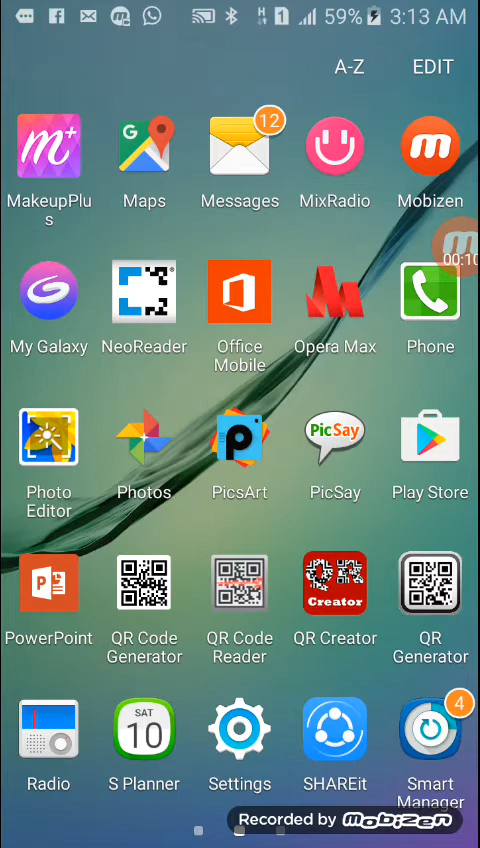 59% 3:13 AM
A-Z EDIT
12
MakeupPlu
s
Maps
Messages
MixRadio
Mobizen
00:10
My Galaxy
NeoReader
Office
Mobile
Opera Max
Phone
PicSay
Photo
Editor
Photos
PicsArt
PicSay
Play Store
Creator
PowerPoint
QR Code
Generator
QR Code
Reader
QR Creator
QR
Generator
SAT
10
4
Radio
S Planner
Settings
SHAREit
Smart
Manager
Recorded by mobizen